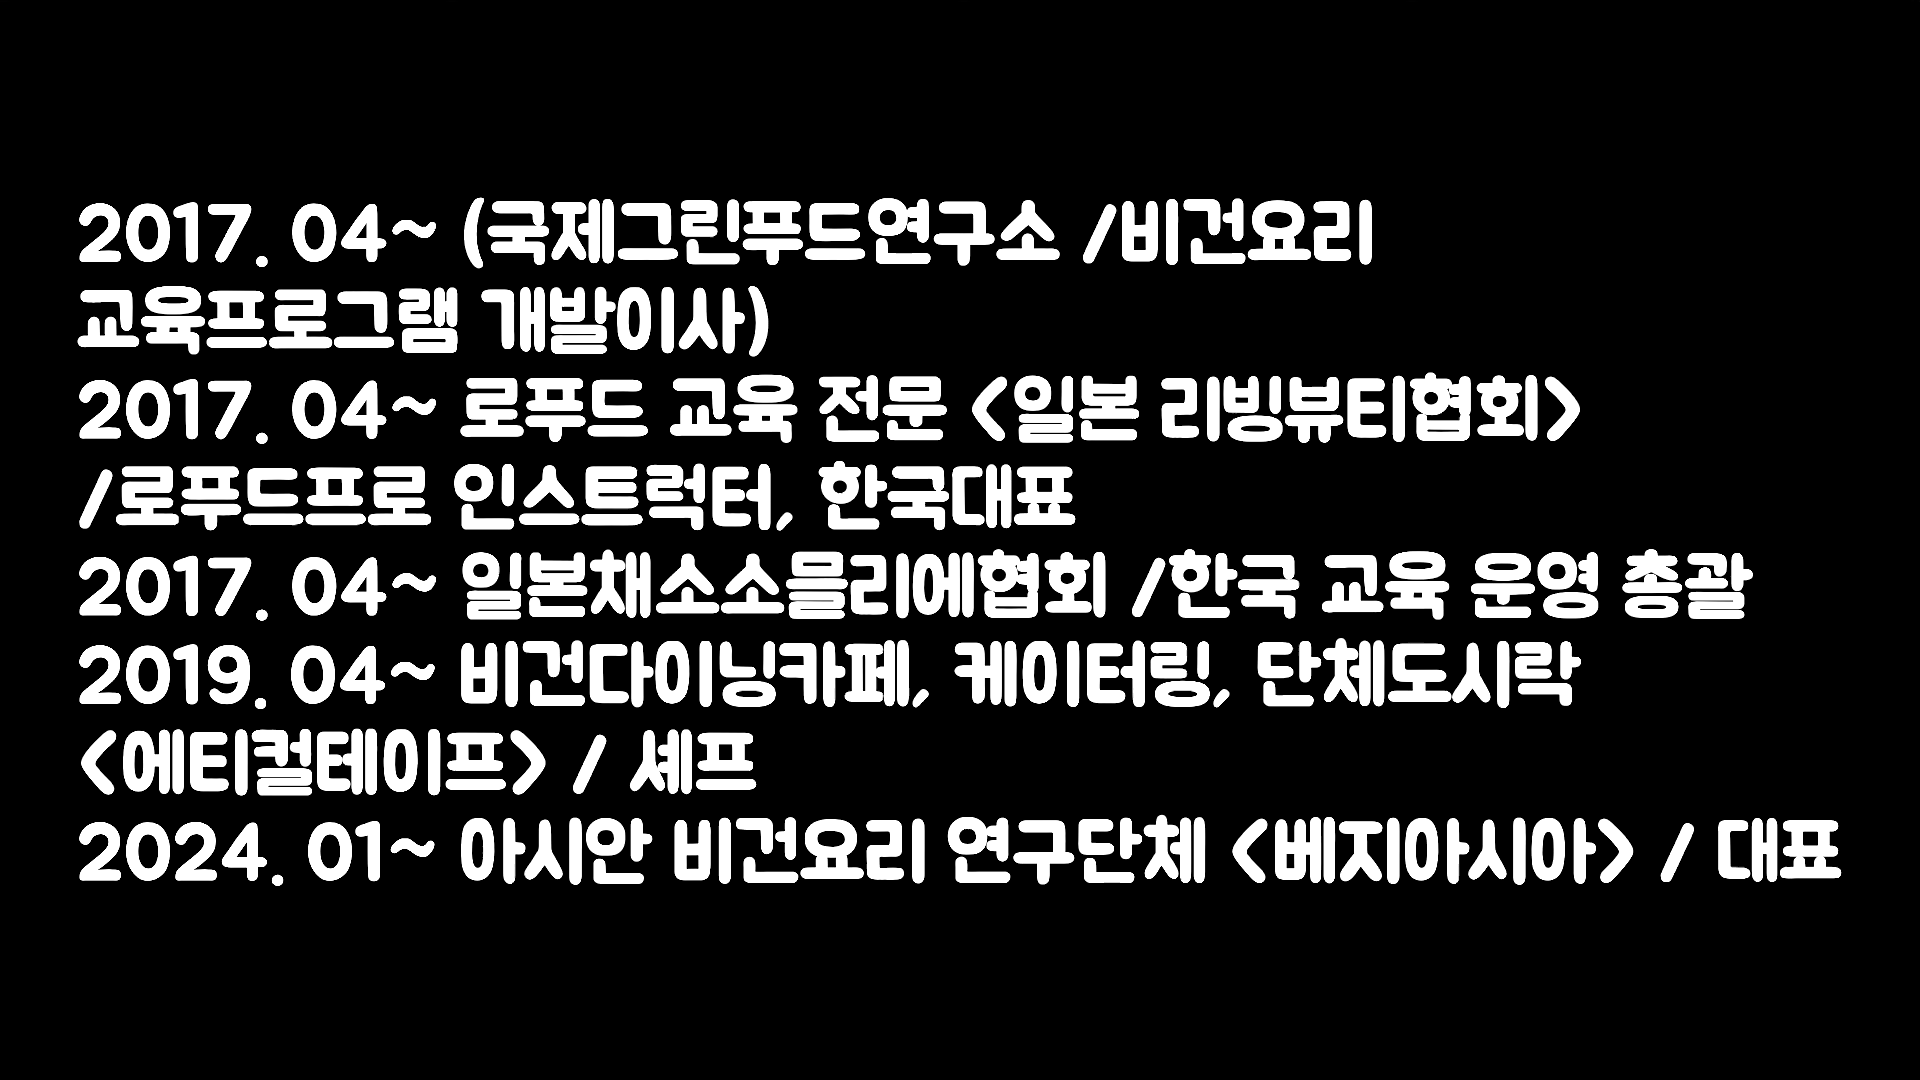 2017. 04~ (국제그린푸드연구소 /비건요리
교육프로그램 개발이사)
2017. 04~ 로푸드 교육 전문 <일본 리빙뷰티협회>
/로푸드프로 인스트럭터, 한국대표
2017. 04~ 일본채소소믈리에협회 /한국 교육 운영 총괄
2019. 04~ 비건다이닝카페, 케이터링, 단체도시락
<에티컬테이프> / 셰프
2024. 01~ 아시안 비건요리 연구단체 <베지아시아> / 대표